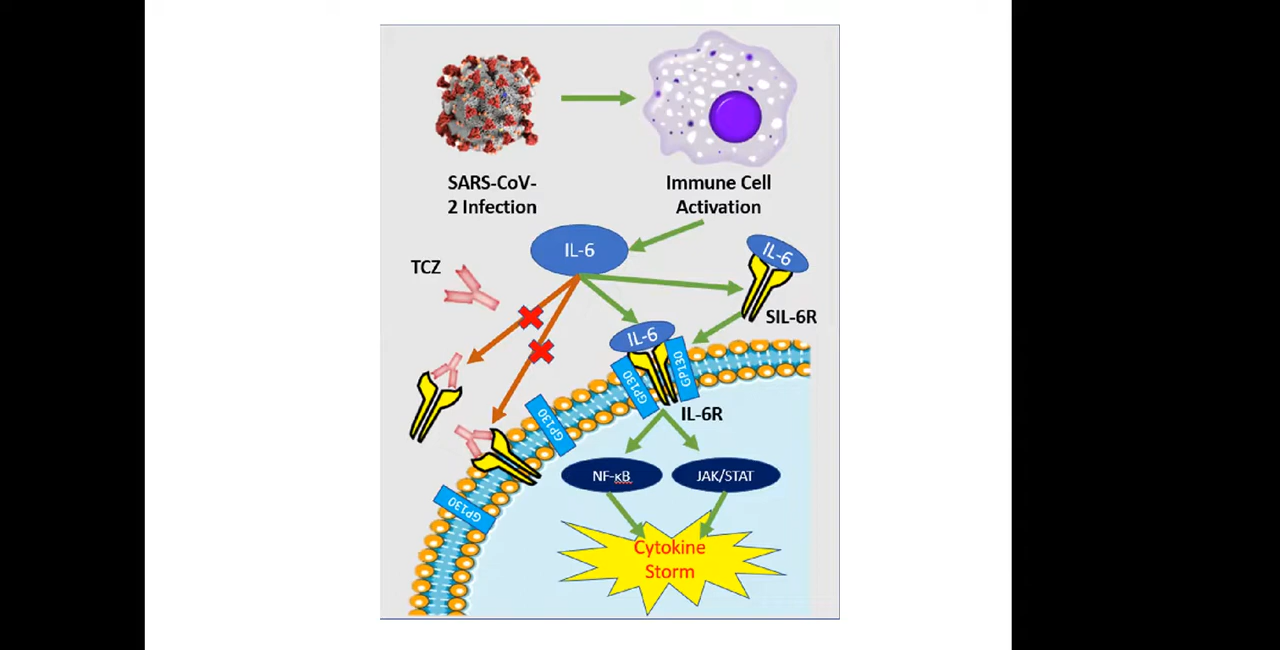 SARS-CoV-
2 Infection
Immune Cell
Activation
IL-6
TCZ
IL-6
SIL-6R
IL-6
GP130
GP130
IL-6R
GP130
GP130
NF-κB
JAK/STAT
Cytokine
Storm